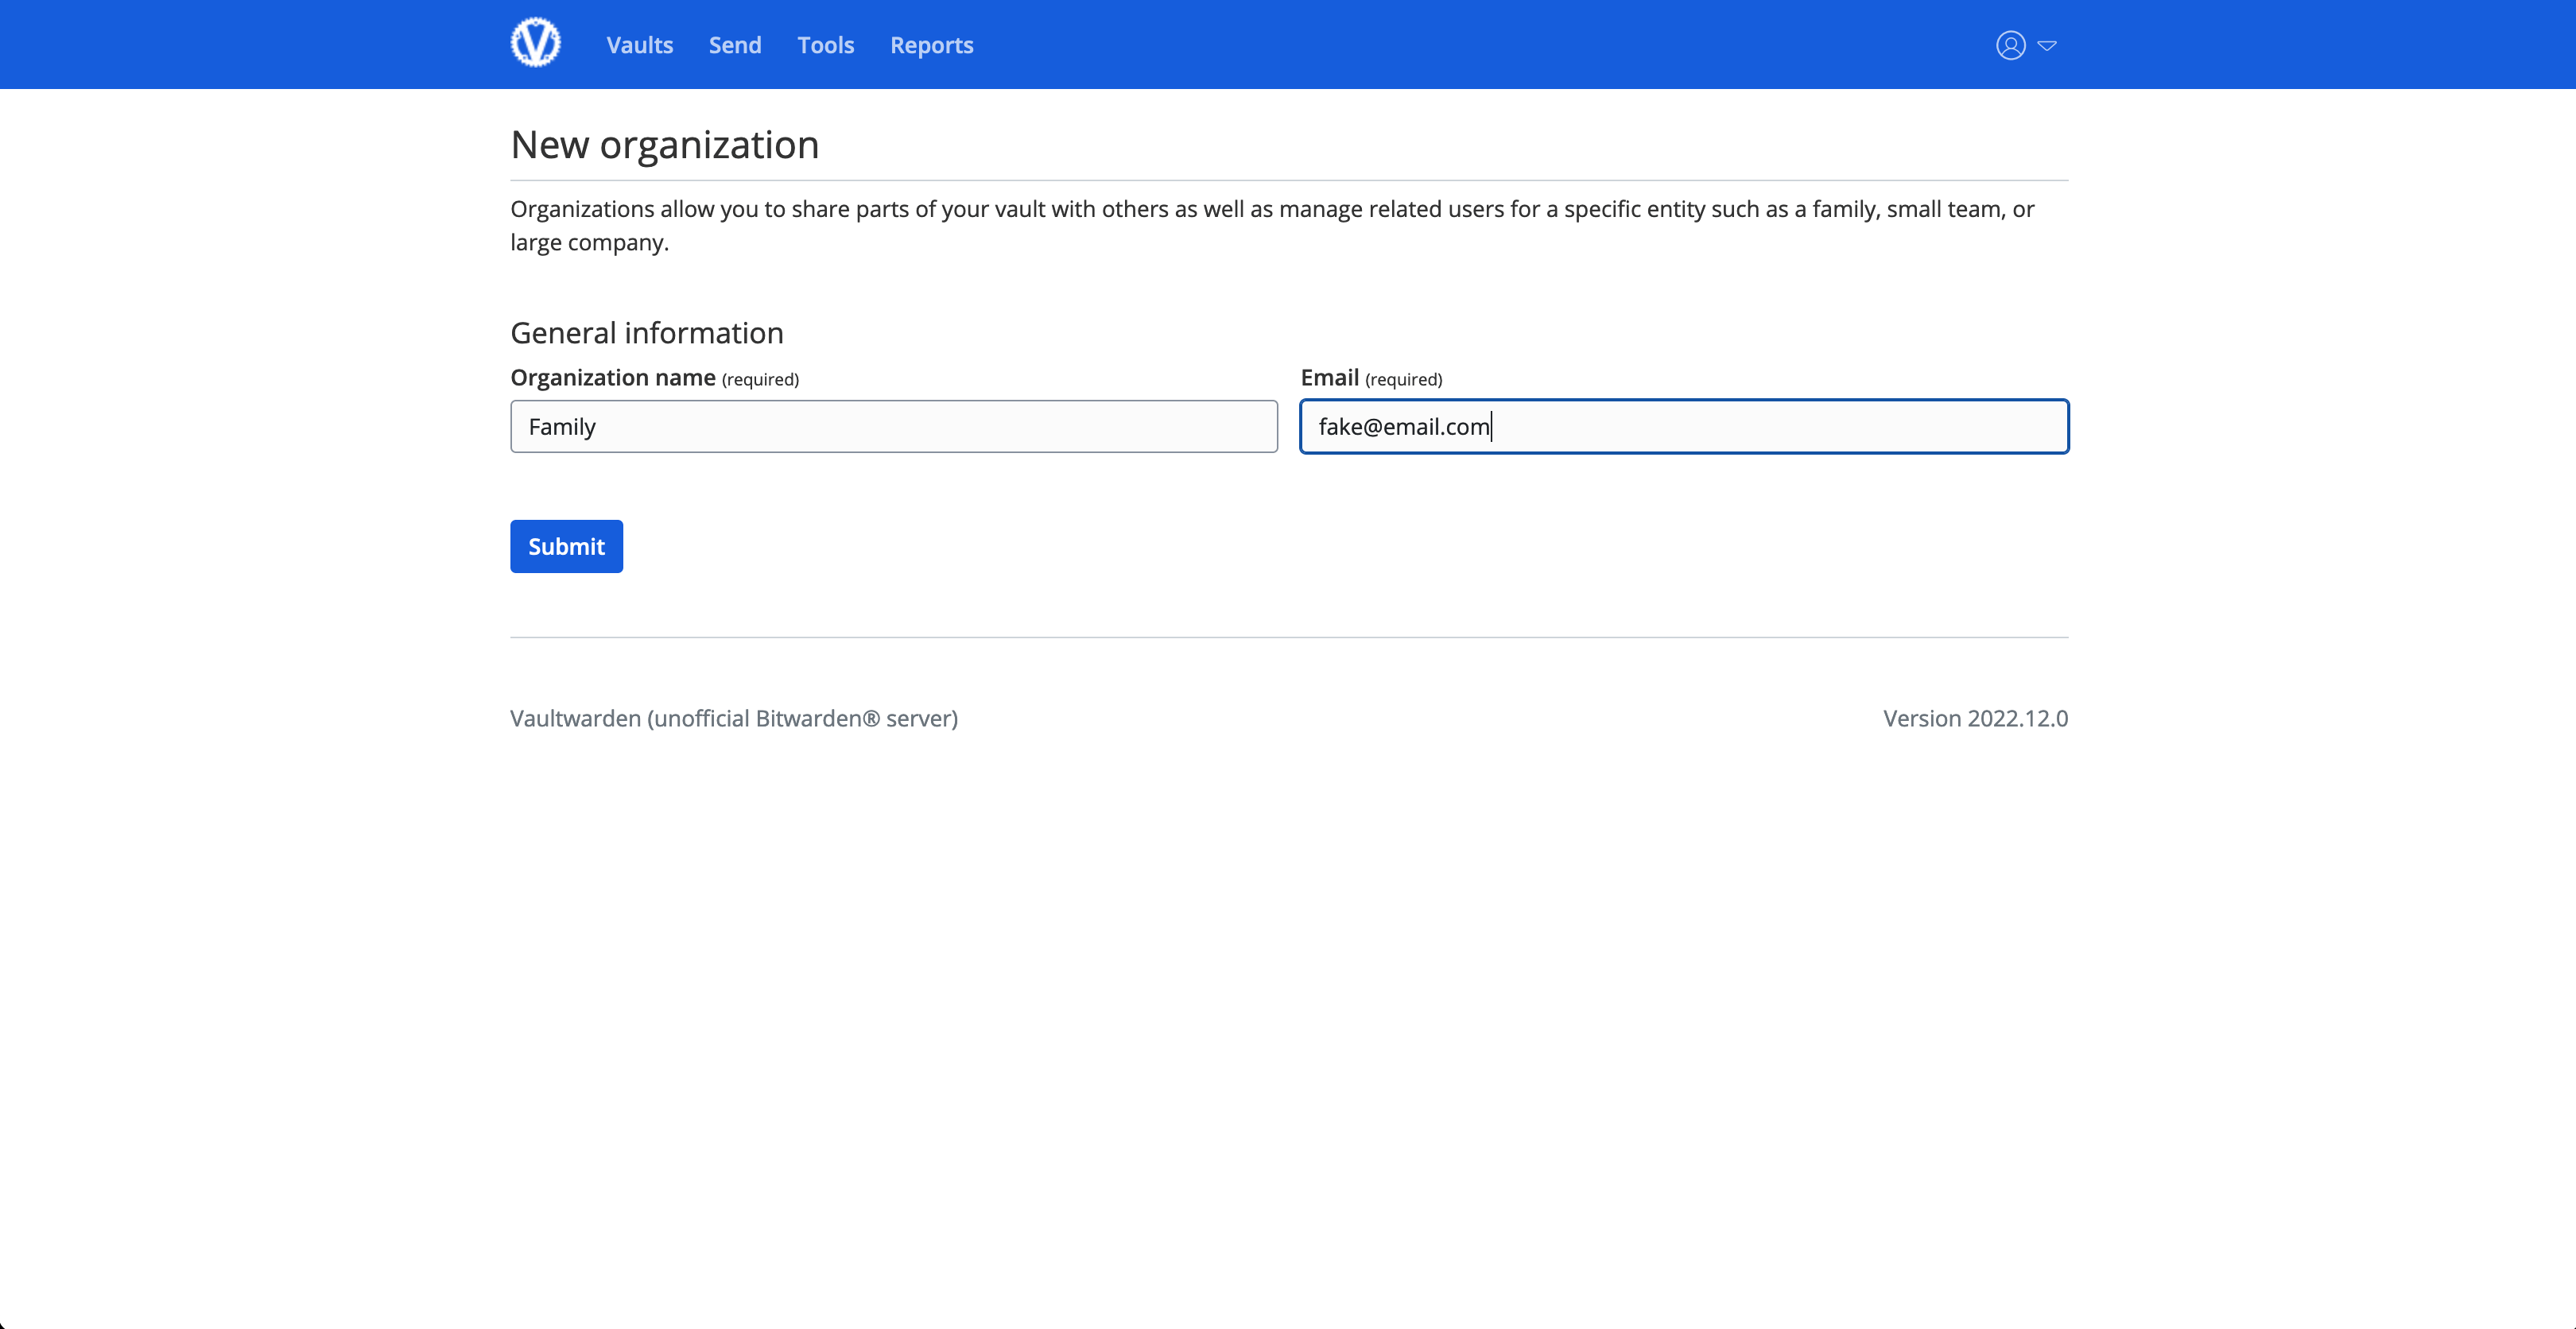 Vaults Send Tools Reports
New organization
Organizations allow you to share parts of your vault with others as well as manage related users for a specific entity such as a family, small team, or
large company.
General information
Organization name (required) Email (required)
Family fake@email.com
Submit
Vaultwarden (unofficial Bitwarden® server) Version 2022.12.0